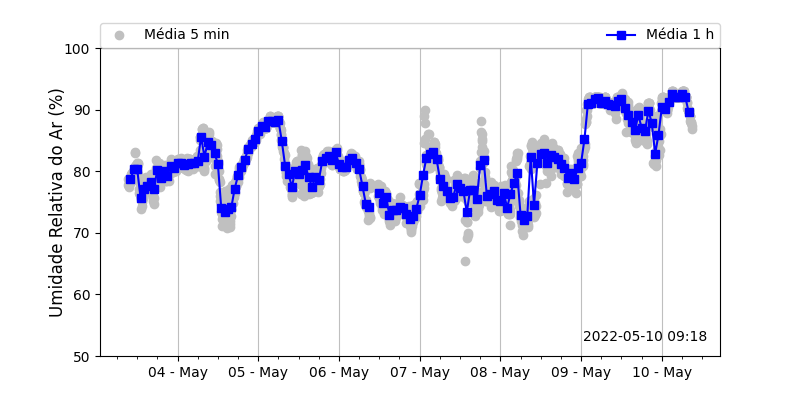 Média 5 min Média 1 h
100
90
80
70
60
50
Umidade Relativa do Ar (%)
2022-05-10 09:18
04 - May 05 - May 06 - May 07 - May 08 - May 09 - May 10 - May